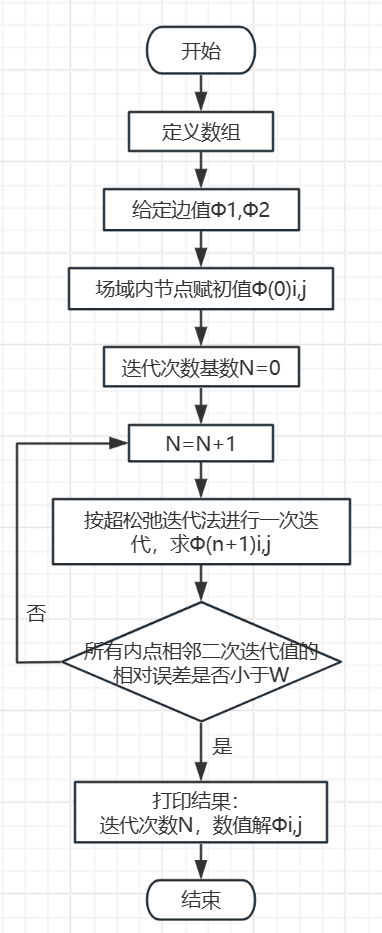 开始
定义数组
给定边值Φ1,Φ2
场域内节点赋初值Φ(0)i,j
迭代次数基数N=0
N=N+1
按超松弛迭代法进行一次迭
代，求Φ(n+1)i,j
否
所有内点相邻二次迭代值的
相对误差是否小于W
是
打印结果：
迭代次数N，数值解Φi,j
结束